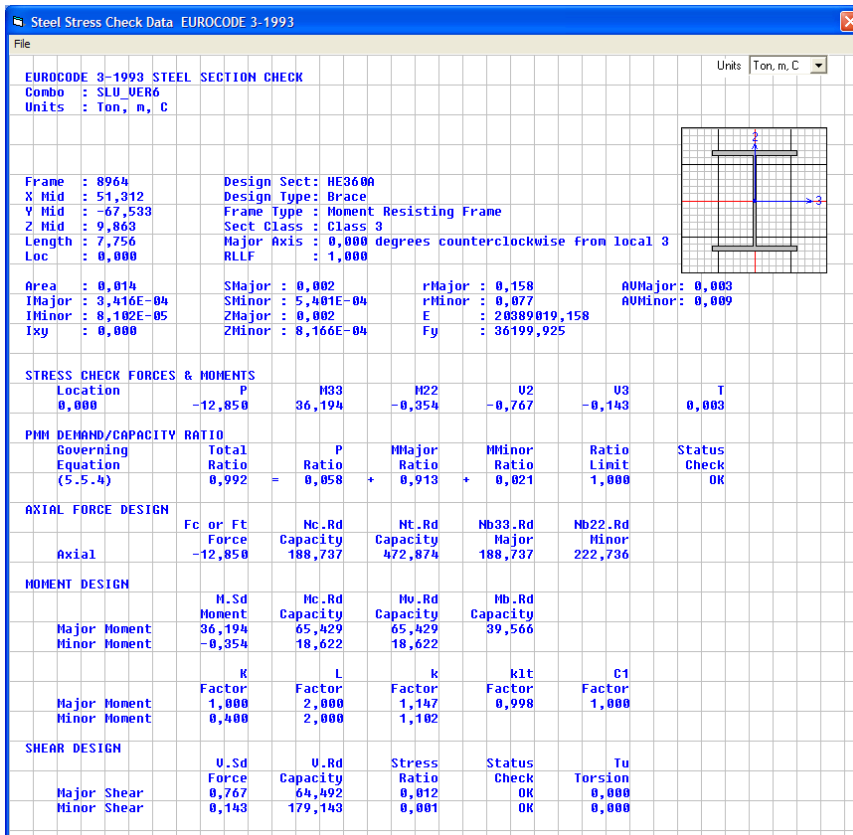 Steel Stress Check Data EUROCODE 3-1993
File
Units Ton, m, C
EUROCODE 3-1993 STEEL SECTION CHECK
Combo : SLU_VER6
Units : Ton, m, C
2
3
Frame : 8964 Design Sect: HE360A
X Mid : 51,312 Design Type: Brace
Y Mid : -67,533 Frame Type : Moment Resisting Frame
Z Mid : 9,863 Sect Class : Class 3
Length : 7,756 Major Axis : 0,000 degrees counterclockwise from local 3
Loc : 0,000 RLLF : 1,000
Area : 0,014 SMajor : 0,002 rMajor : 0,158 AVMajor: 0,003
IMajor : 3,416E-04 SMinor : 5,401E-04 rMinor : 0,077 AVMinor: 0,009
IMinor : 8,102E-05 ZMajor : 0,002 E : 20389019,158
Ixy : 0,000 ZMinor : 8,166E-04 Fy : 36199,925
STRESS CHECK FORCES & MOMENTS
Location P M33 M22 V2 V3 T
0,000 -12,850 36,194 -0,354 -0,767 -0,143 0,003
PMM DEMAND/CAPACITY RATIO
Governing Total P MMajor MMinor Ratio Status
Equation Ratio Ratio Ratio Ratio Limit Check
(5.5.4) 0,992 = 0,058 + 0,913 + 0,021 1,000 OK
AXIAL FORCE DESIGN
Fc or Ft Nc.Rd Nt.Rd Nb33.Rd Nb22.Rd
Force Capacity Capacity Major Minor
Axial -12,850 188,737 472,874 188,737 222,736
MOMENT DESIGN
M.Sd Mc.Rd Mv.Rd Mb.Rd
Moment Capacity Capacity Capacity
Major Moment 36,194 65,429 65,429 39,566
Minor Moment -0,354 18,622 18,622
K L k klt C1
Factor Factor Factor Factor Factor
Major Moment 1,000 2,000 1,147 0,998 1,000
Minor Moment 0,400 2,000 1,102
SHEAR DESIGN
V.Sd V.Rd Stress Status Tu
Force Capacity Ratio Check Torsion
Major Shear 0,767 64,492 0,012 OK 0,000
Minor Shear 0,143 179,143 0,001 OK 0,000